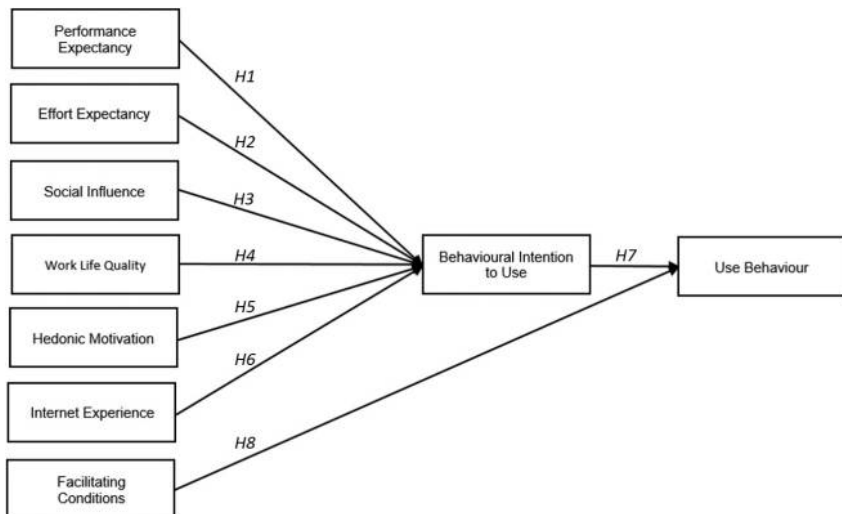 Performance
Expectancy
H1
Effort Expectancy
H2
Social Influence
H3
Work Life Quality
H4
Behavioural Intention
to Use
H7
Use Behaviour
Hedonic Motivation
H5
Internet Experience
H6
Facilitating
Conditions
H8